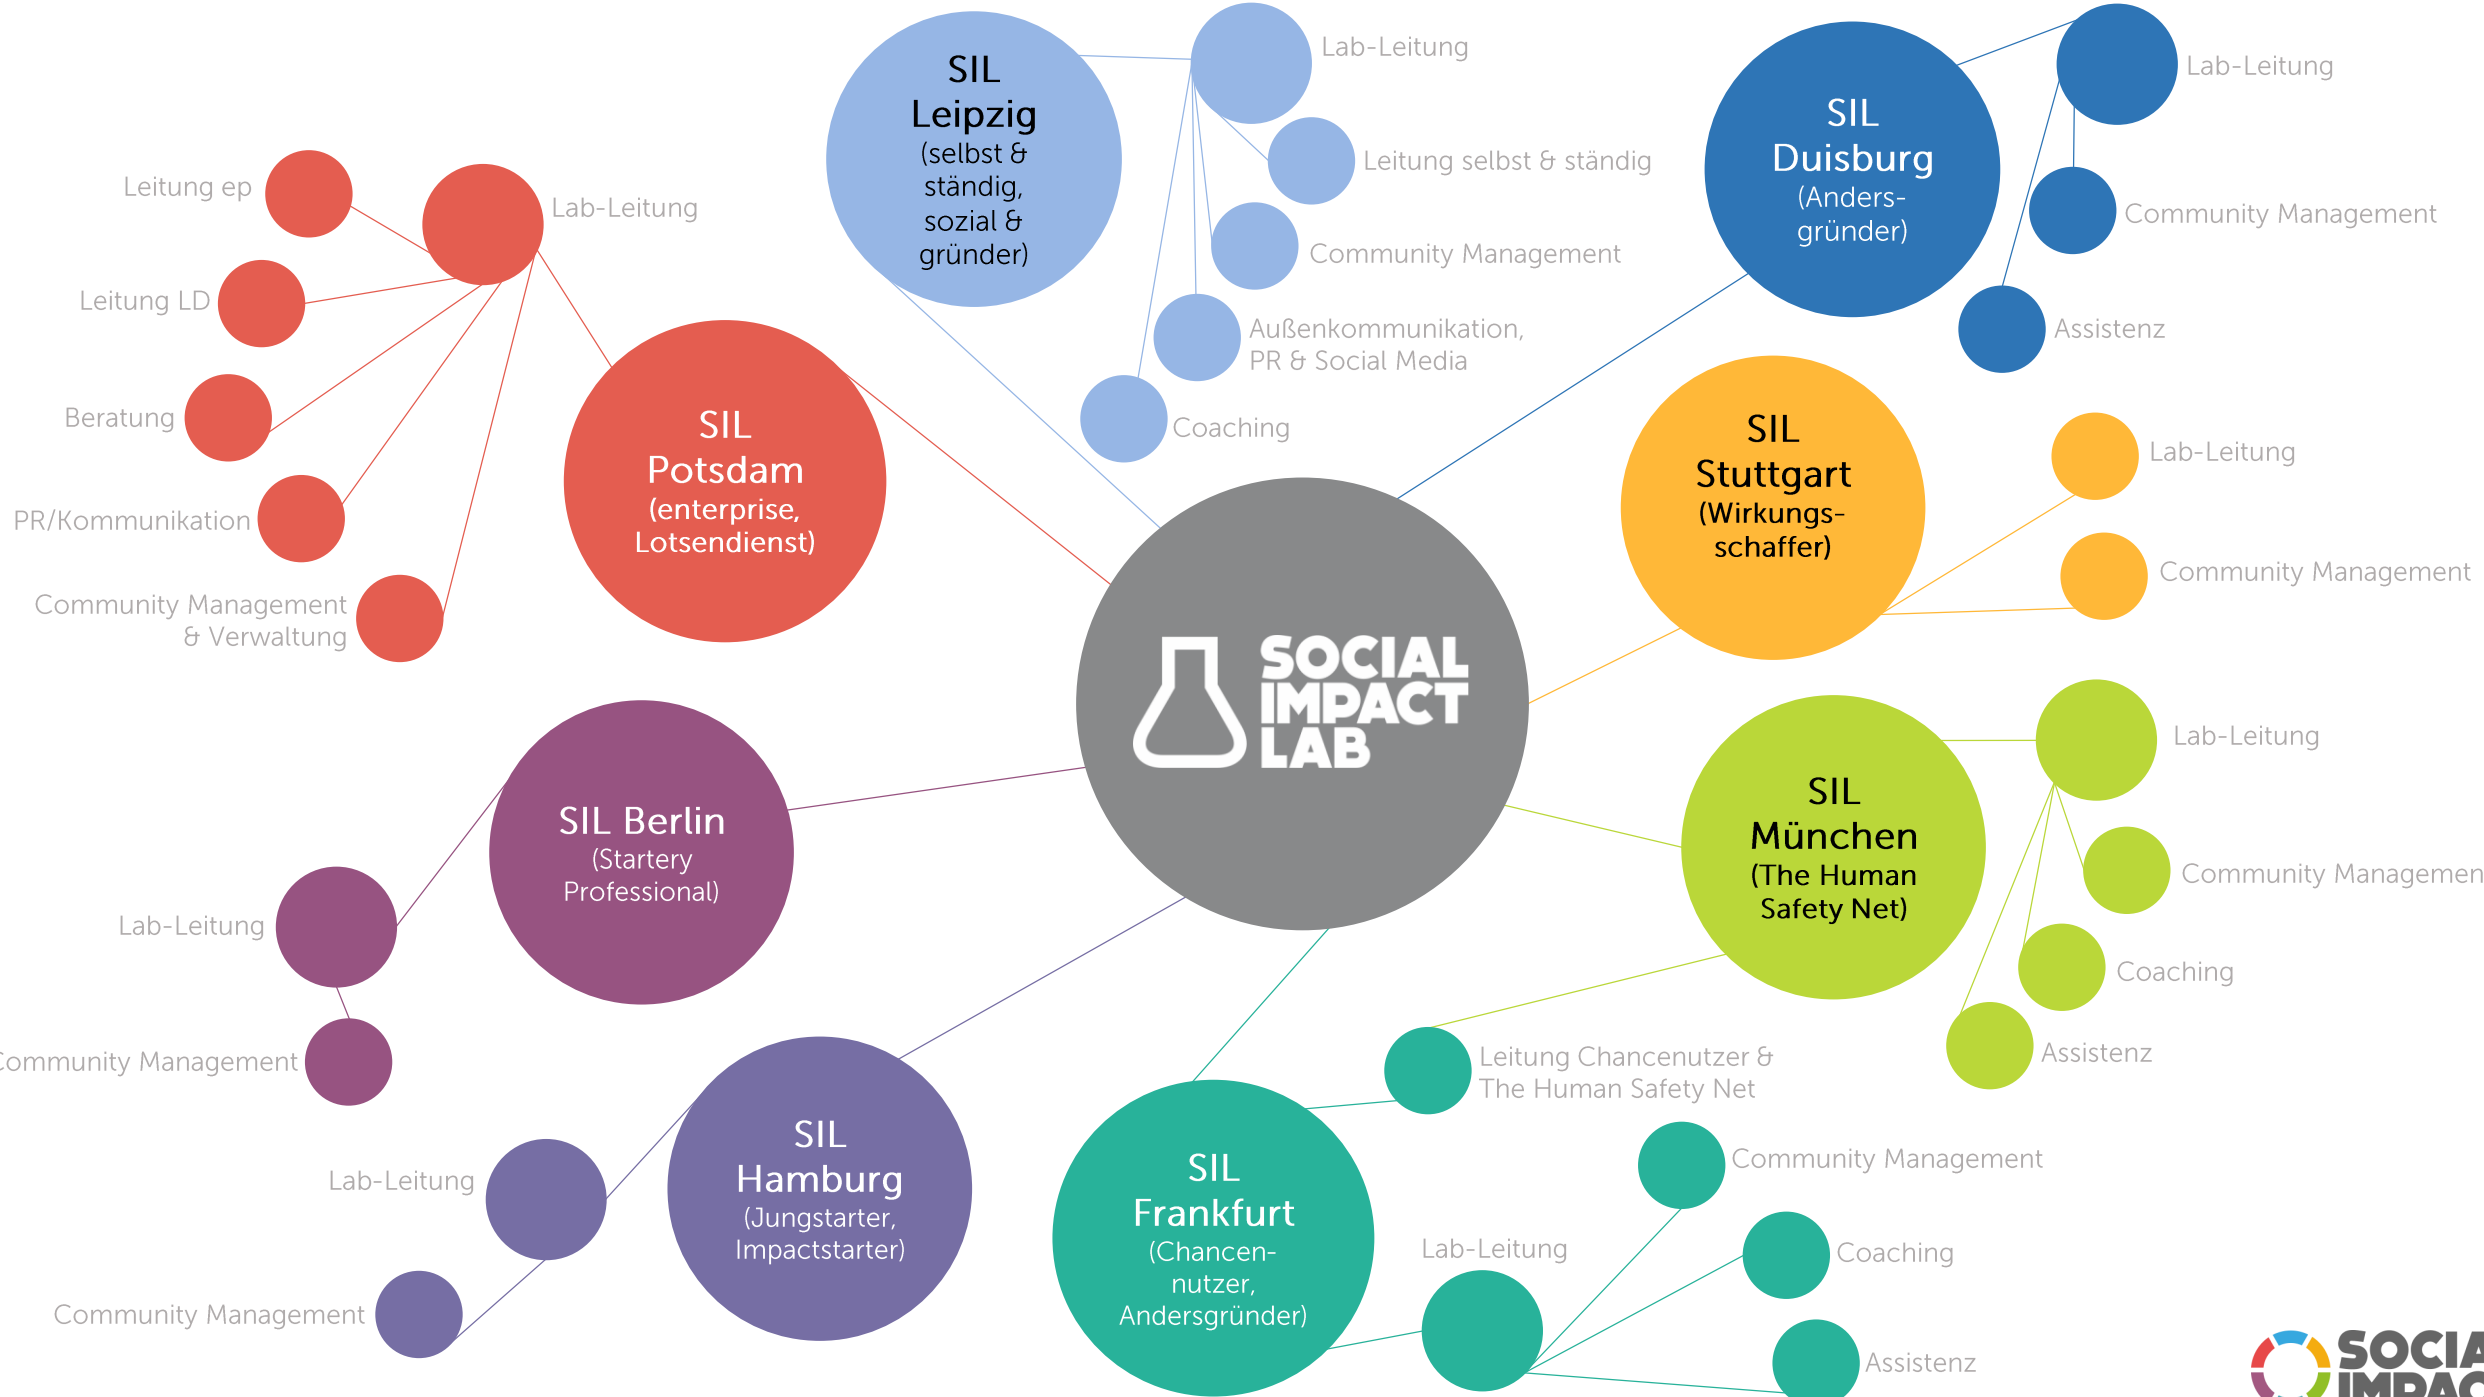 SIL
Leipzig
(selbst &
ständig,
sozial &
gründer)
Lab-Leitung
Leitung selbst & ständig
Community Management
Außenkommunikation,
PR & Social Media
Coaching
SIL
Duisburg
(Anders-
gründer)
Lab-Leitung
Community Management
Assistenz
Leitung ep
Lab-Leitung
Leitung LD
Beratung
PR/Kommunikation
Community Management
& Verwaltung
SIL
Potsdam
(enterprise,
Lotsendienst)
SIL
Stuttgart
(Wirkungs-
schaffer)
Lab-Leitung
Community Management
SOCIAL
IMPACT
LAB
SIL Berlin
(Startery
Professional)
Lab-Leitung
Community Management
SIL
München
(The Human
Safety Net)
Lab-Leitung
Community Managemen
Coaching
Assistenz
SIL
Hamburg
(Jungstarter,
Impactstarter)
Lab-Leitung
Community Management
SIL
Frankfurt
(Chancen-
nutzer,
Andersgründer)
Leitung Chancenutzer &
The Human Safety Net
Community Management
Lab-Leitung
Coaching
Assistenz
SOCIA
IMPAC